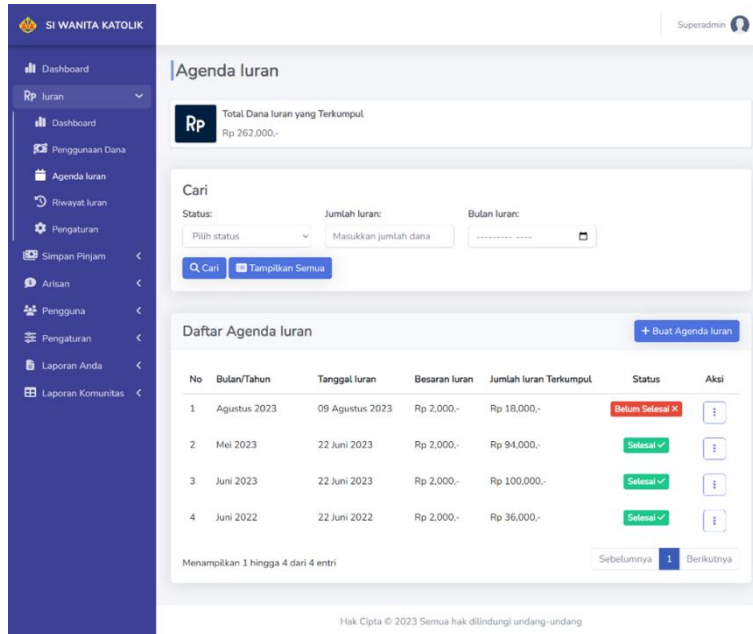 SI WANITA KATOLIK
Superadmin
Dashboard
Rp Iuran
Dashboard
Penggunaan Dana
Agenda Iuran
Riwayat Iuran
Pengaturan
Simpan Pinjam
Arisan
Pengguna
Pengaturan
Laporan Anda
Laporan Komunitas
Agenda Iuran
Rp
Total Dana Iuran yang Terkumpul
Rp 262,000,-
Cari
Status: Jumlah Iuran: Bulan Iuran:
Pilih status Masukkan jumlah dana --------- ----
Cari Tampilkan Semua
Daftar Agenda Iuran + Buat Agenda Iuran
No Bulan/Tahun Tanggal Iuran Besaran Iuran Jumlah Iuran Terkumpul Status Aksi
1 Agustus 2023 09 Agustus 2023 Rp 2,000,- Rp 18,000,- Belum Selesai
2 Mei 2023 22 Juni 2023 Rp 2,000,- Rp 94,000,- Selesai
3 Juni 2023 22 Juni 2023 Rp 2,000,- Rp 100,000,- Selesai
4 Juni 2022 22 Juni 2022 Rp 2,000,- Rp 36,000,- Selesai
Menampilkan 1 hingga 4 dari 4 entri Sebelumnya 1 Berikutnya
Hak Cipta © 2023 Semua hak dilindungi undang-undang